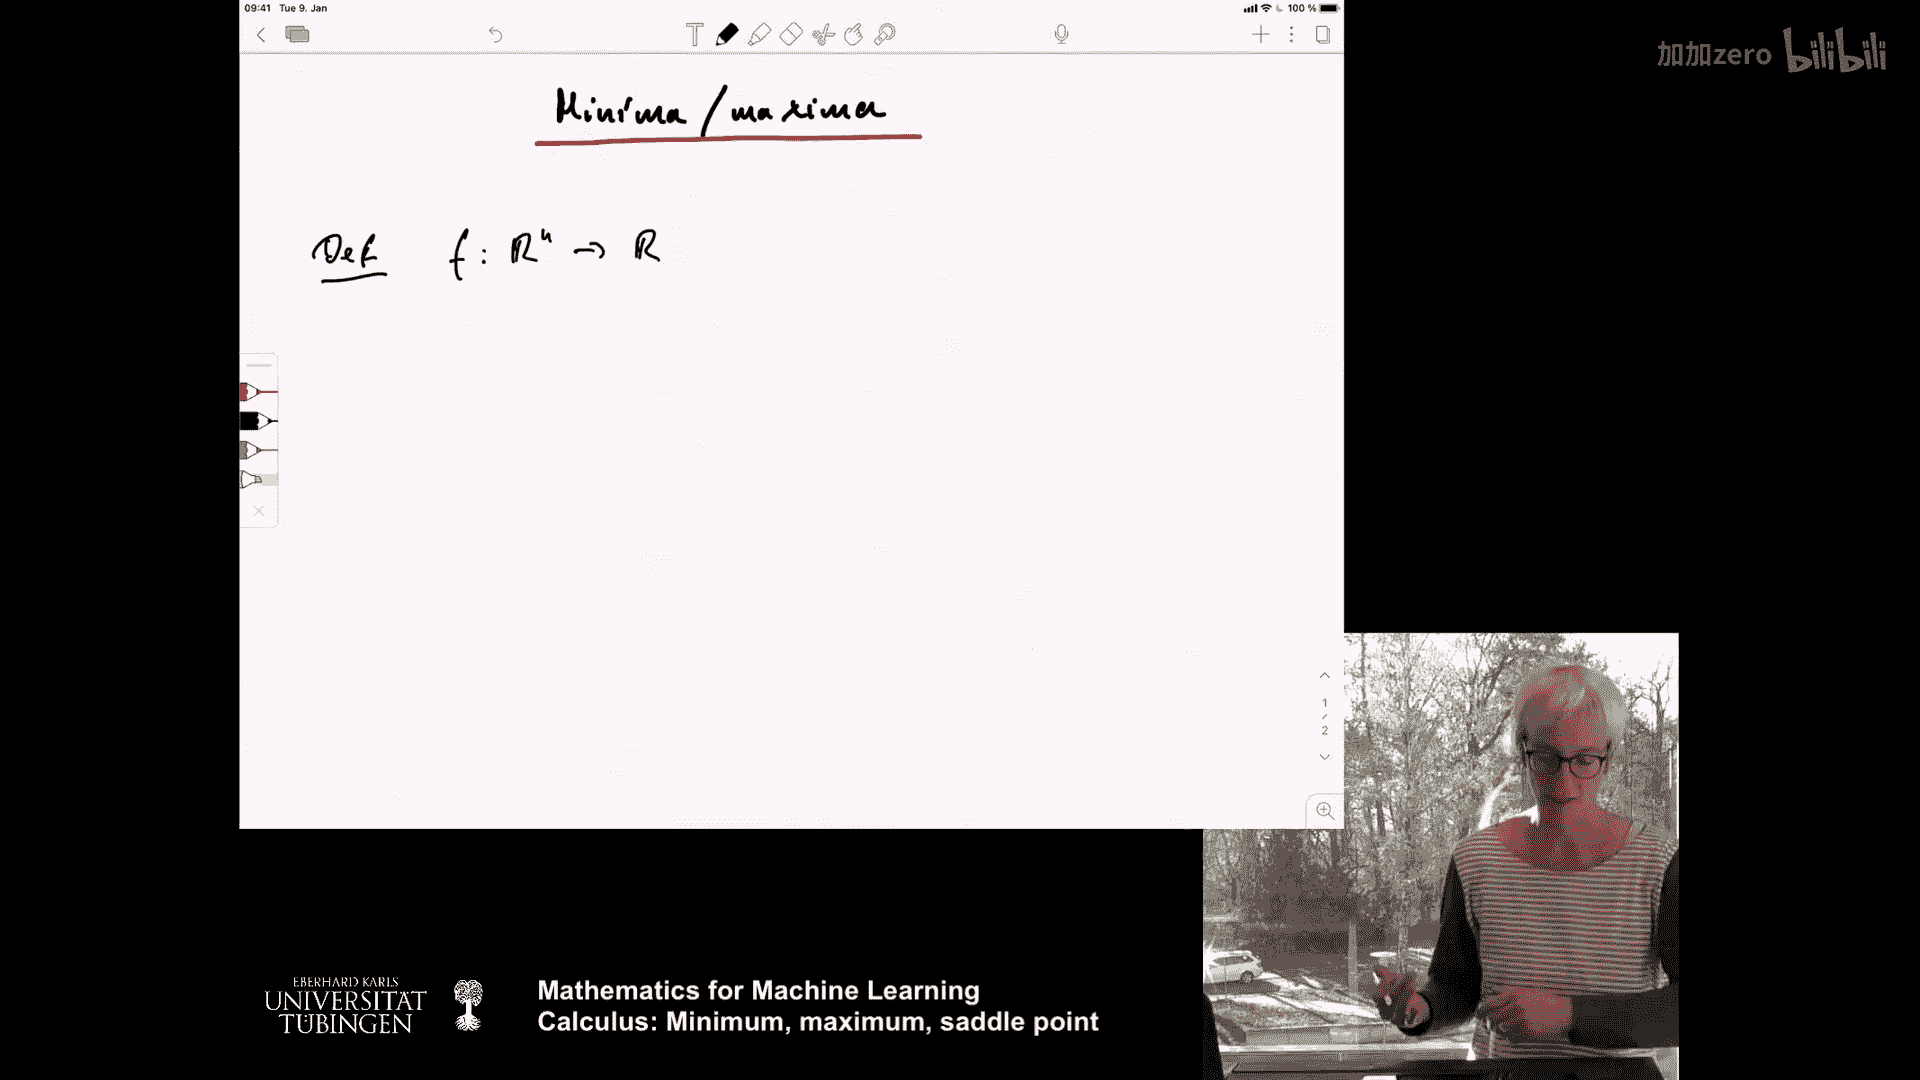 09:41 Tue 9. Jan
100 %
加加zero bilibili
T
Minima / maxima
Def f : ℝⁿ → ℝ
1
/
2
EBERHARD KARLS
UNIVERSITÄT
TÜBINGEN
Mathematics for Machine Learning
Calculus: Minimum, maximum, saddle point